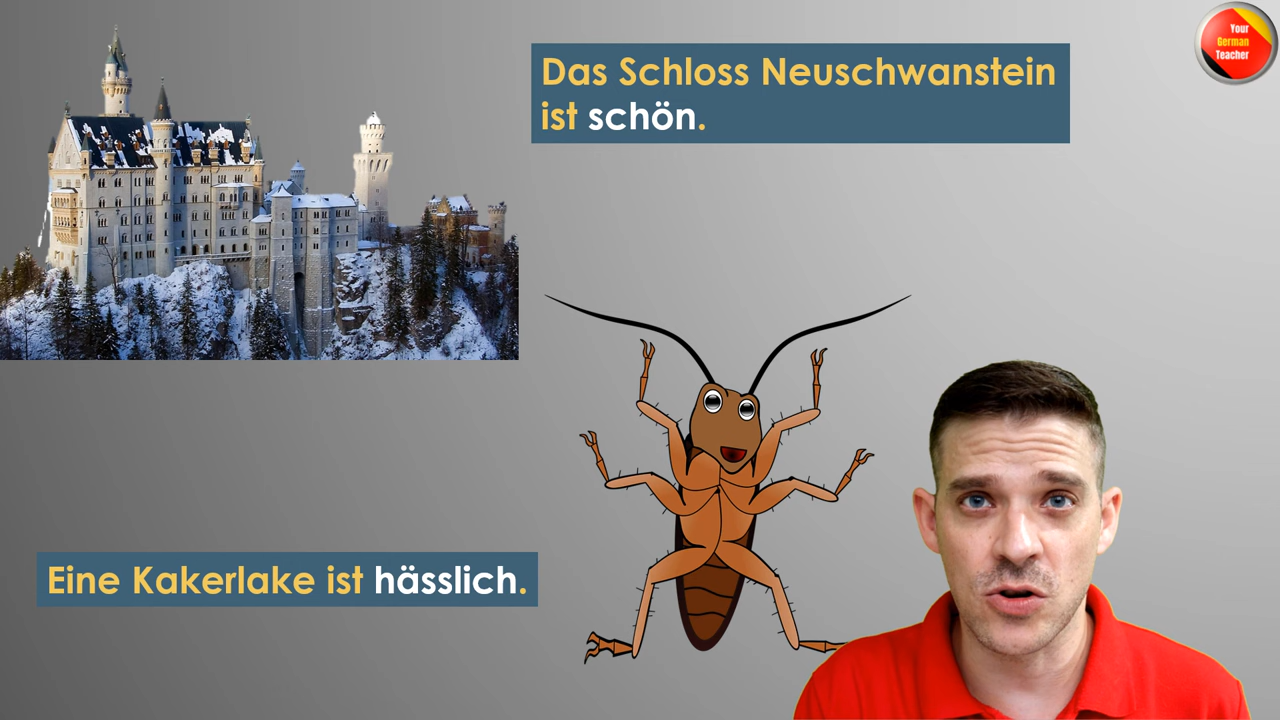 Das Schloss Neuschwanstein
ist schön.
Your
German
Teacher
Eine Kakerlake ist hässlich.